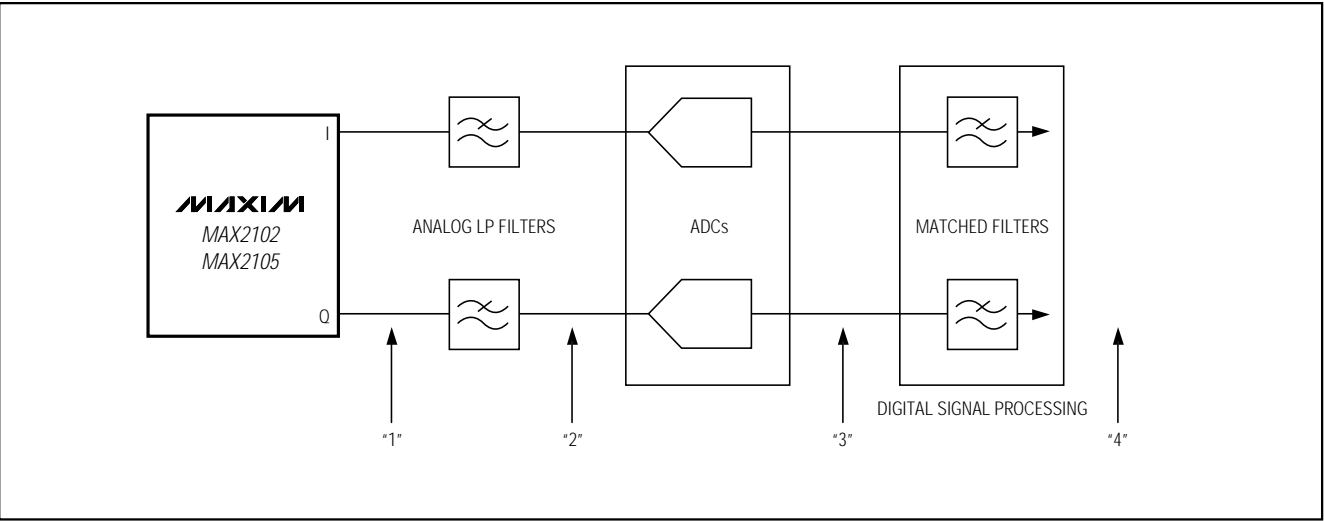 I
MAXIM
MAX2102
MAX2105
Q
ANALOG LP FILTERS
ADCs
MATCHED FILTERS
DIGITAL SIGNAL PROCESSING
"1"
"2"
"3"
"4"